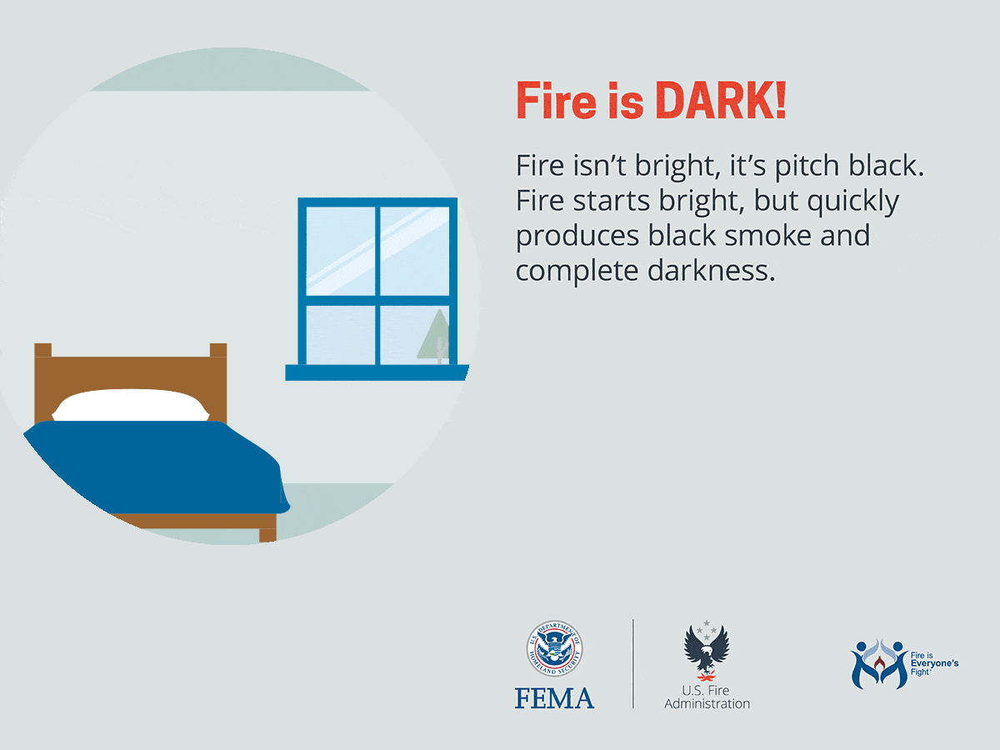 Fire is DARK!
Fire isn’t bright, it’s pitch black.
Fire starts bright, but quickly
produces black smoke and
complete darkness.
U.S. DEPARTMENT OF
HOMELAND SECURITY
FEMA
U.S. Fire
Administration
Fire is
Everyone's
Fight™